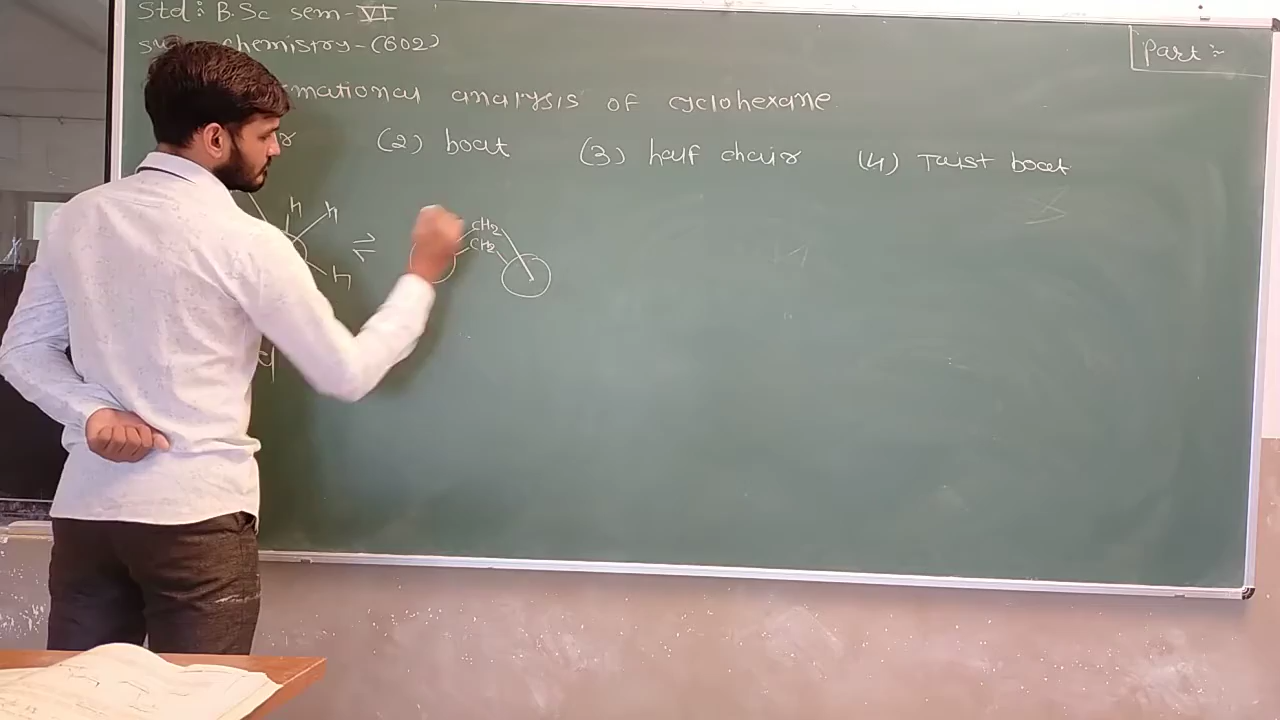 Std : B.Sc sem-VI
chemistry-(602)
Part :-
mational analysis of cyclohexane
(2) boat (3) half chair (4) Twist boat
H H CH2
CH2
H